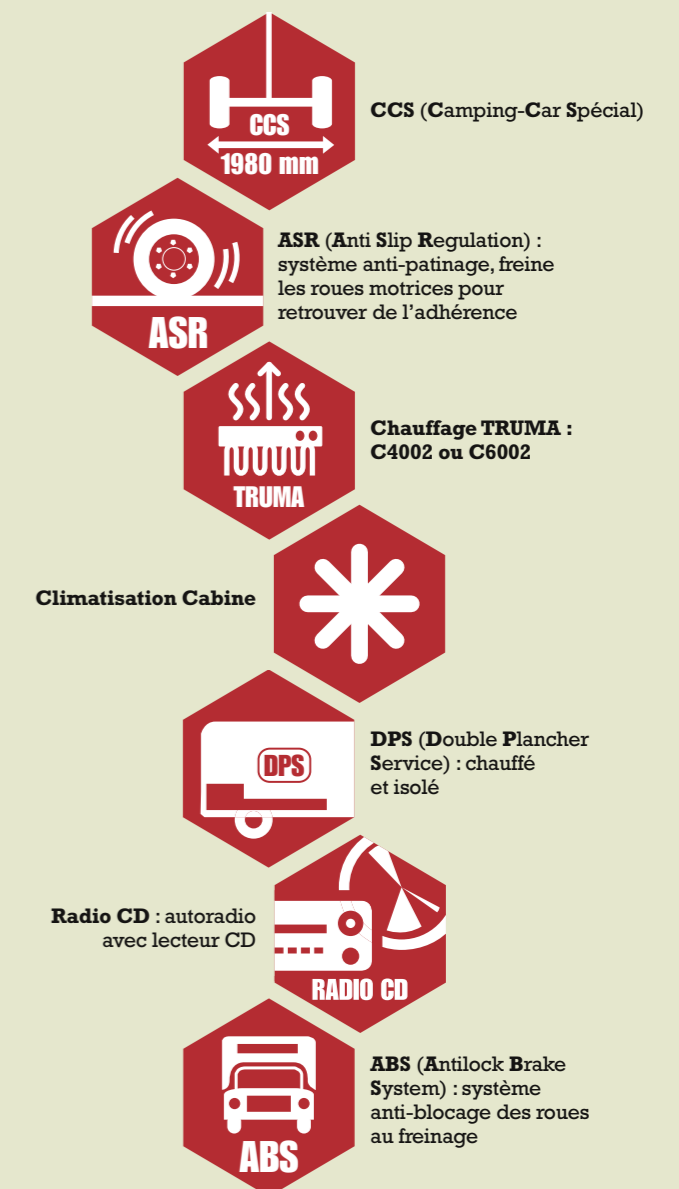 CCS
1980 mm
CCS (Camping-Car Spécial)
ASR
ASR (Anti Slip Regulation) :
système anti-patinage, freine
les roues motrices pour
retrouver de l’adhérence
TRUMA
Chauffage TRUMA :
C4002 ou C6002
Climatisation Cabine
DPS
DPS (Double Plancher
Service) : chauffé
et isolé
Radio CD : autoradio
avec lecteur CD
RADIO CD
ABS
ABS (Antilock Brake
System) : système
anti-blocage des roues
au freinage